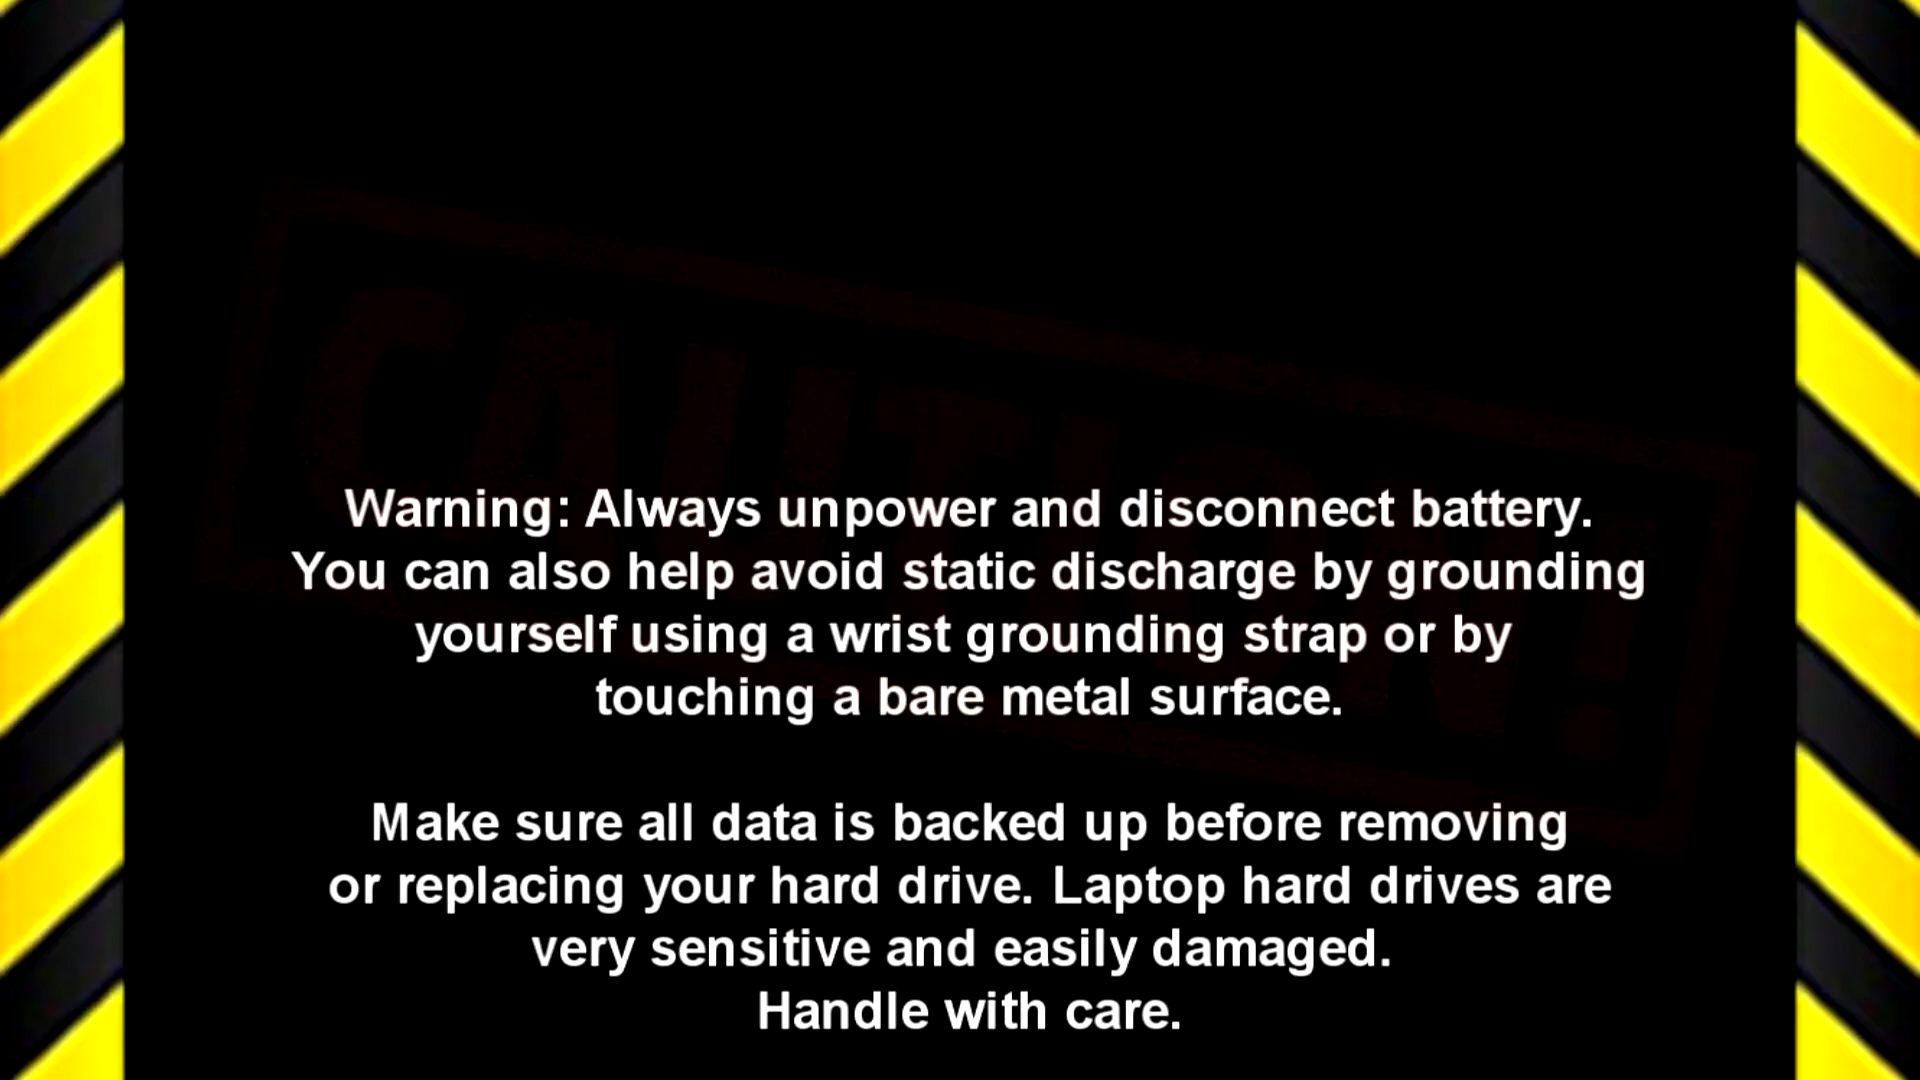 CAUTION!
Warning: Always unpower and disconnect battery.
You can also help avoid static discharge by grounding
yourself using a wrist grounding strap or by
touching a bare metal surface.
Make sure all data is backed up before removing
or replacing your hard drive. Laptop hard drives are
very sensitive and easily damaged.
Handle with care.